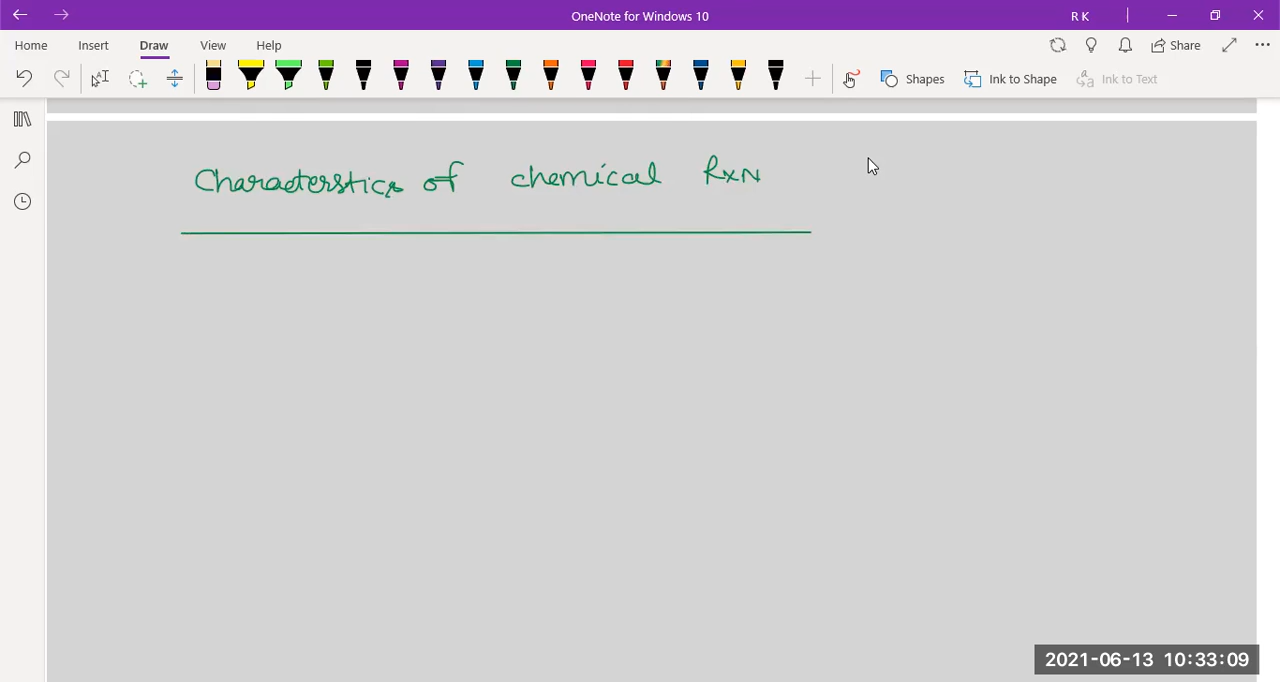 OneNote for Windows 10
R K
Home Insert Draw View Help
Share
Shapes Ink to Shape Ink to Text
Characterstics of chemical RxN
2021-06-13 10:33:09